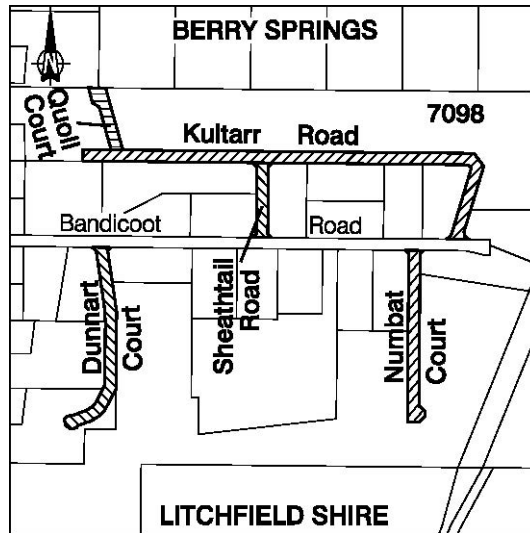 BERRY SPRINGS
N
Quoll
Court
7098
Kultarr Road
Bandicoot Road
Sheathtail
Road
Dunnart
Court
Numbat
Court
LITCHFIELD SHIRE